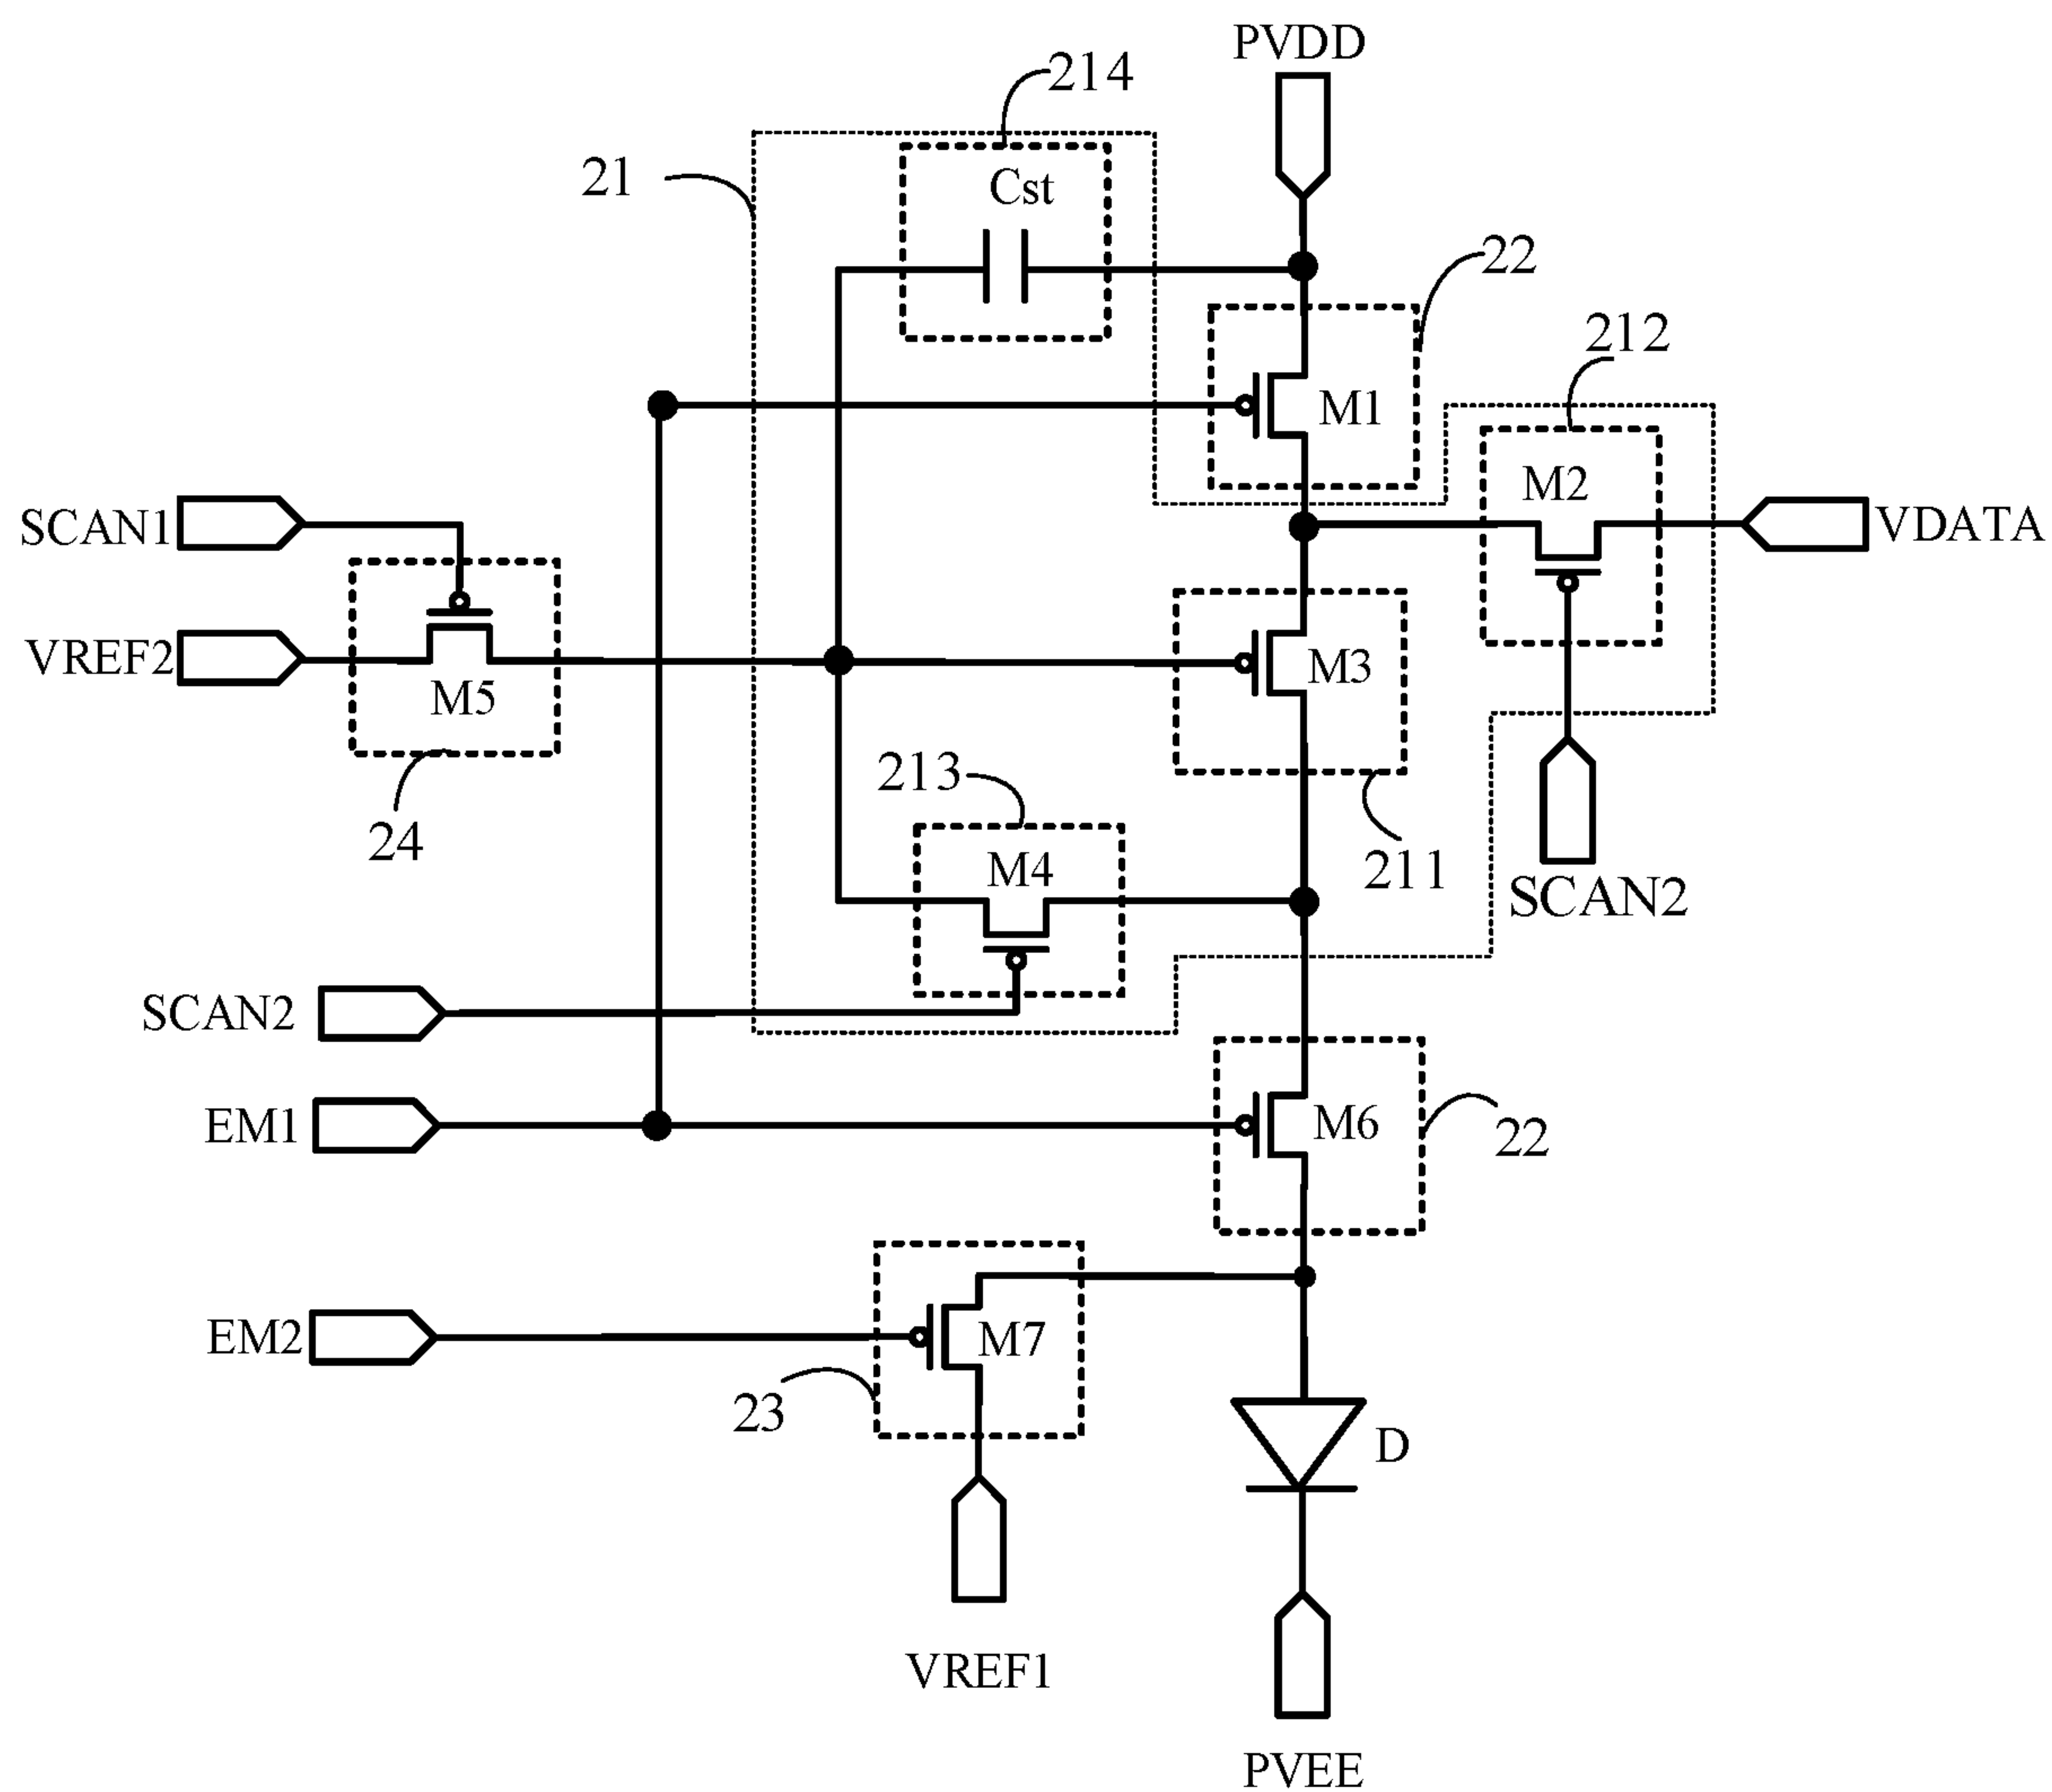 PVDD
214
21
Cst
22
212
M1
M2
SCAN1
VDATA
VREF2
M3
M5
213
24
M4
211
SCAN2
SCAN2
EM1
M6
22
EM2
M7
23
D
VREF1
PVEE